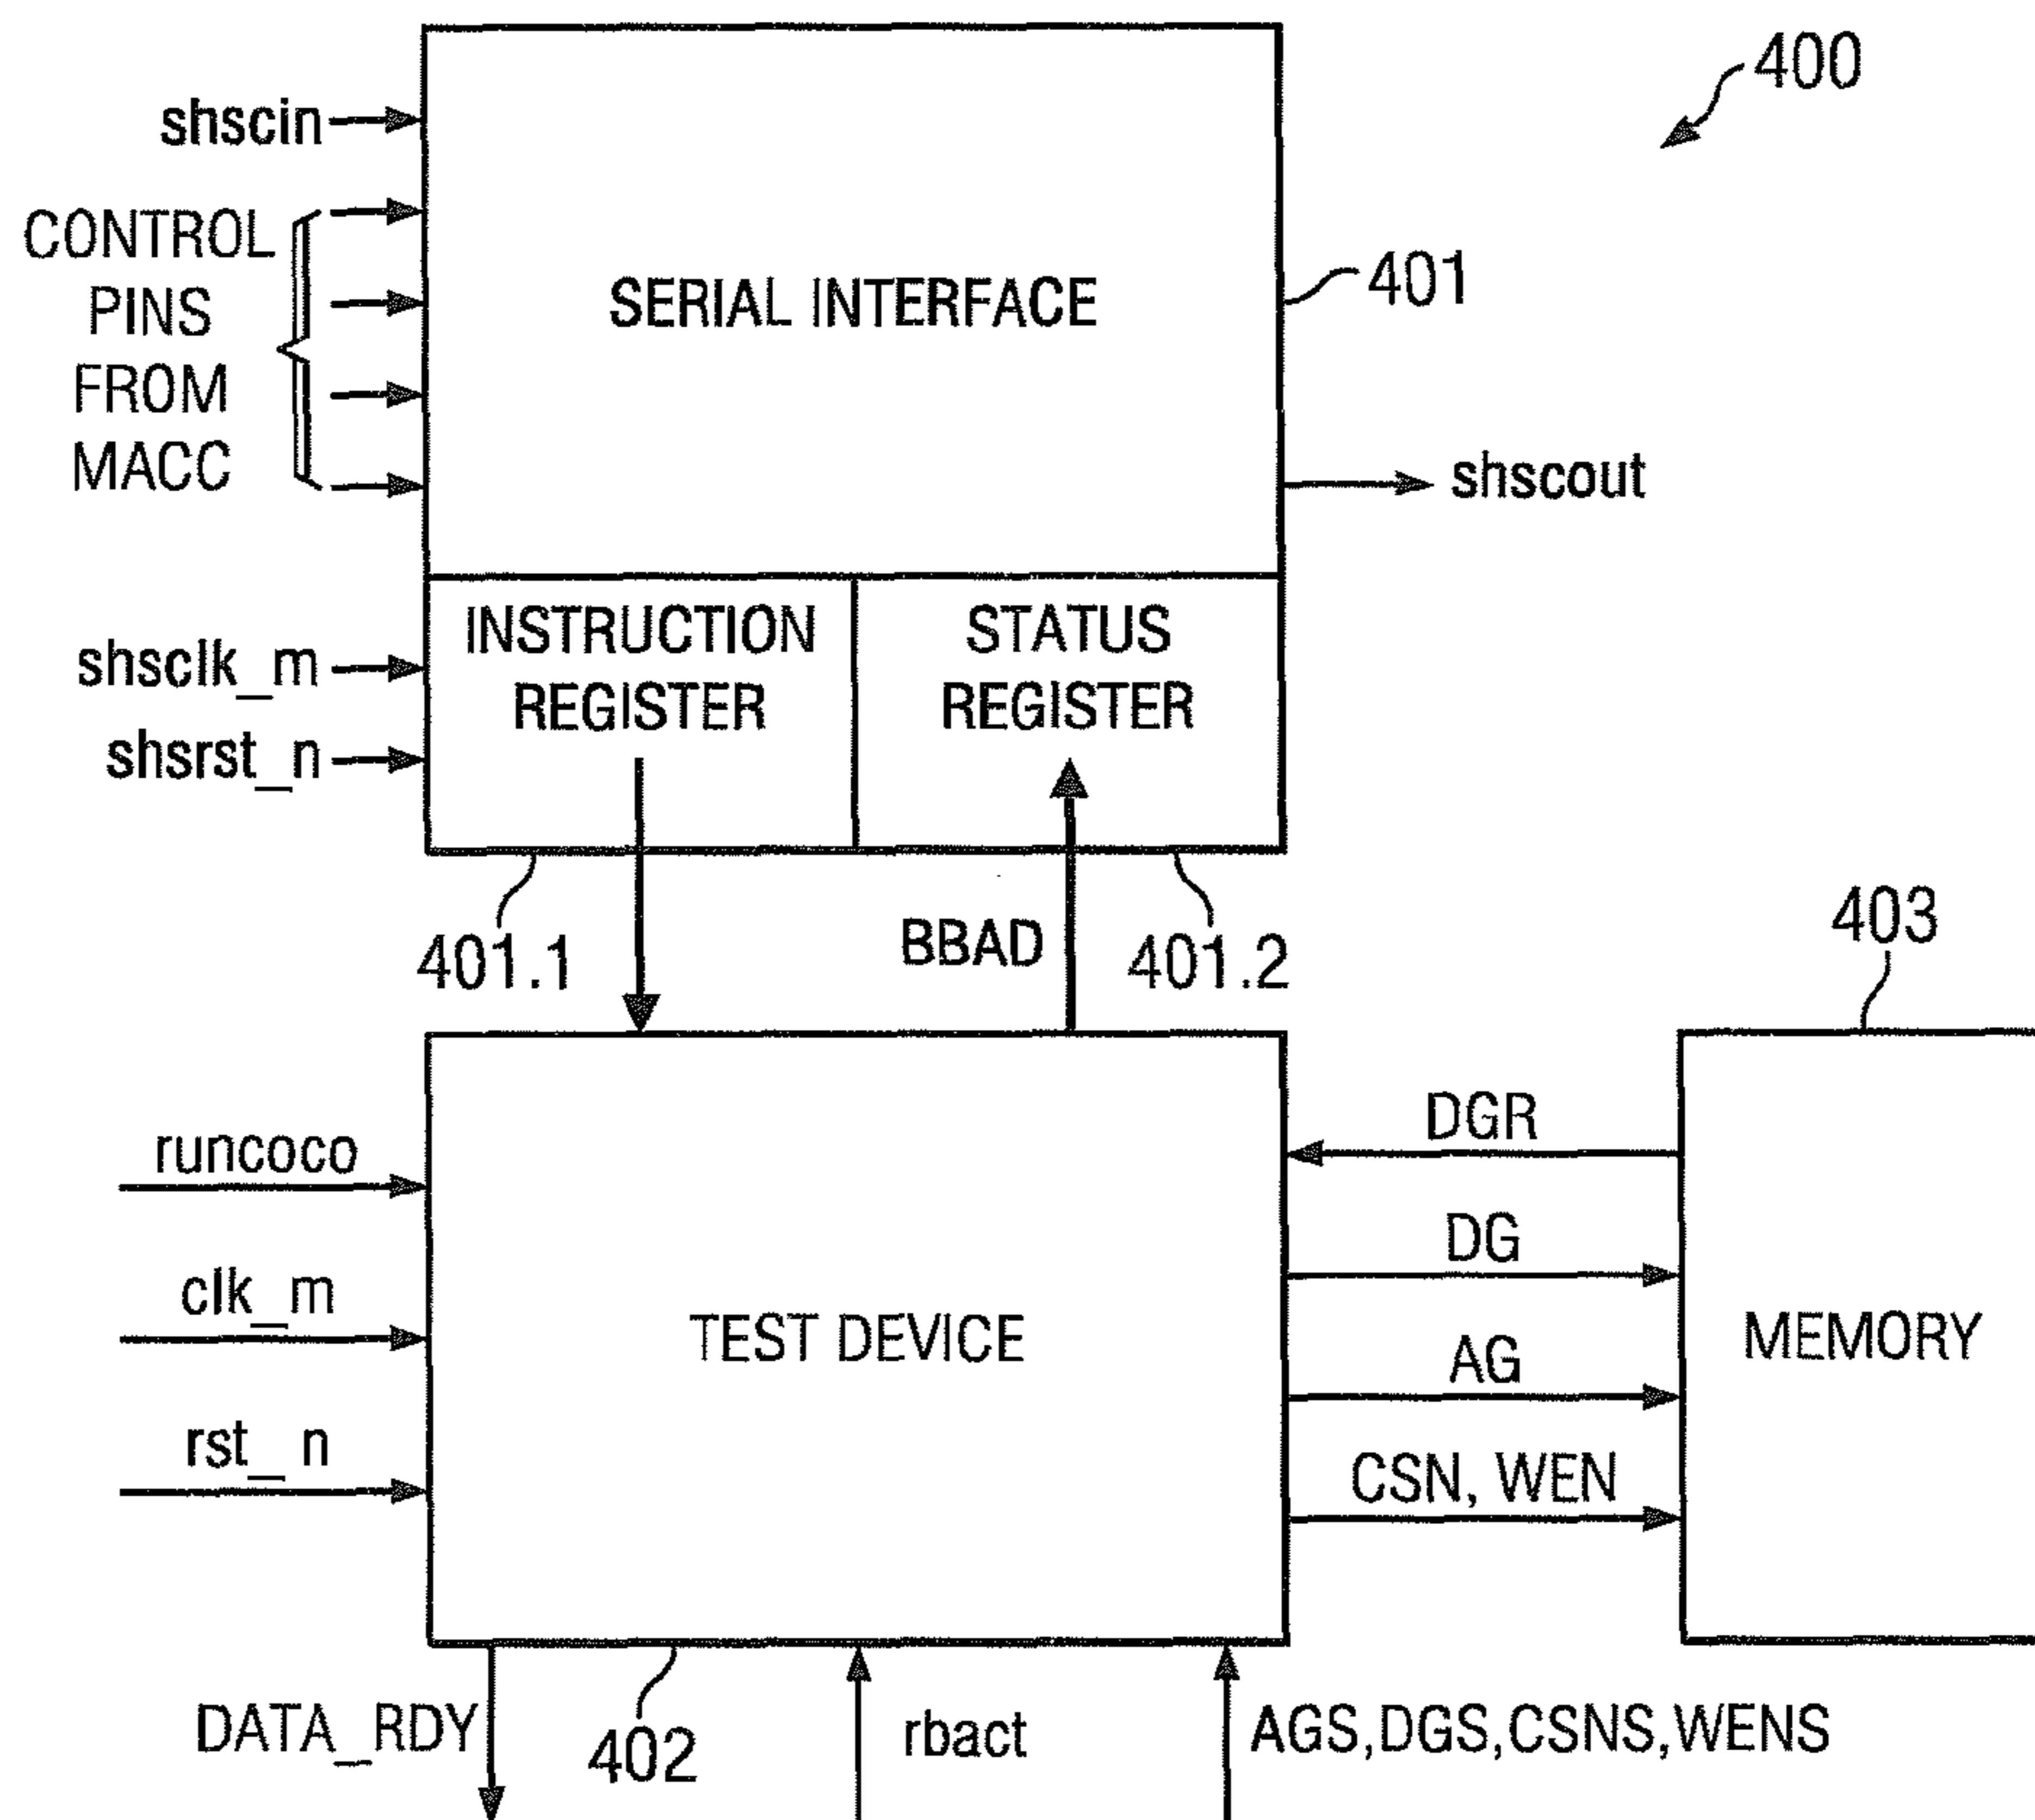 400
shscin
CONTROL
PINS
FROM
MACC
SERIAL INTERFACE
401
shscout
INSTRUCTION
REGISTER
STATUS
REGISTER
shsclk_m
shsrst_n
401.1
BBAD
401.2
403
runcoco
clk_m
rst_ n
TEST DEVICE
DGR
DG
AG
CSN, WEN
MEMORY
DATA_RDY
402
rbact
AGS,DGS,CSNS,WENS